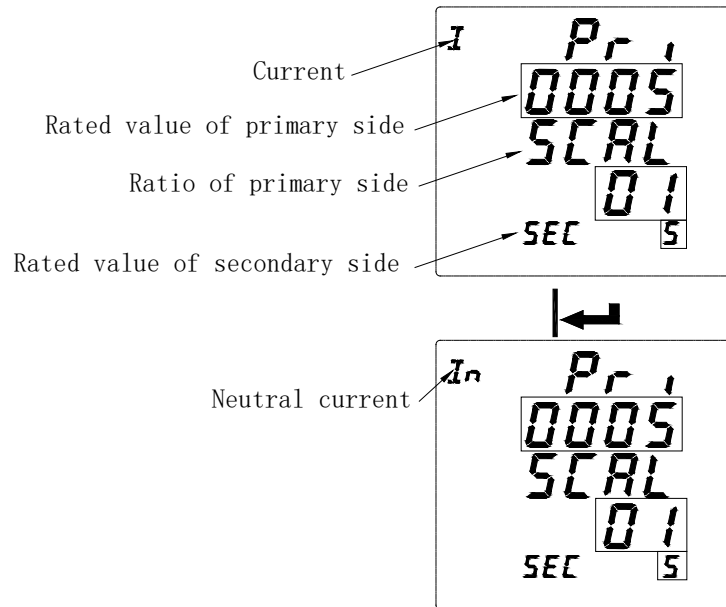 I Pri
Current
0005
Rated value of primary side
SCAL
Ratio of primary side
01
SEC 5
Rated value of secondary side
In Pri
Neutral current
0005
SCAL
01
SEC 5